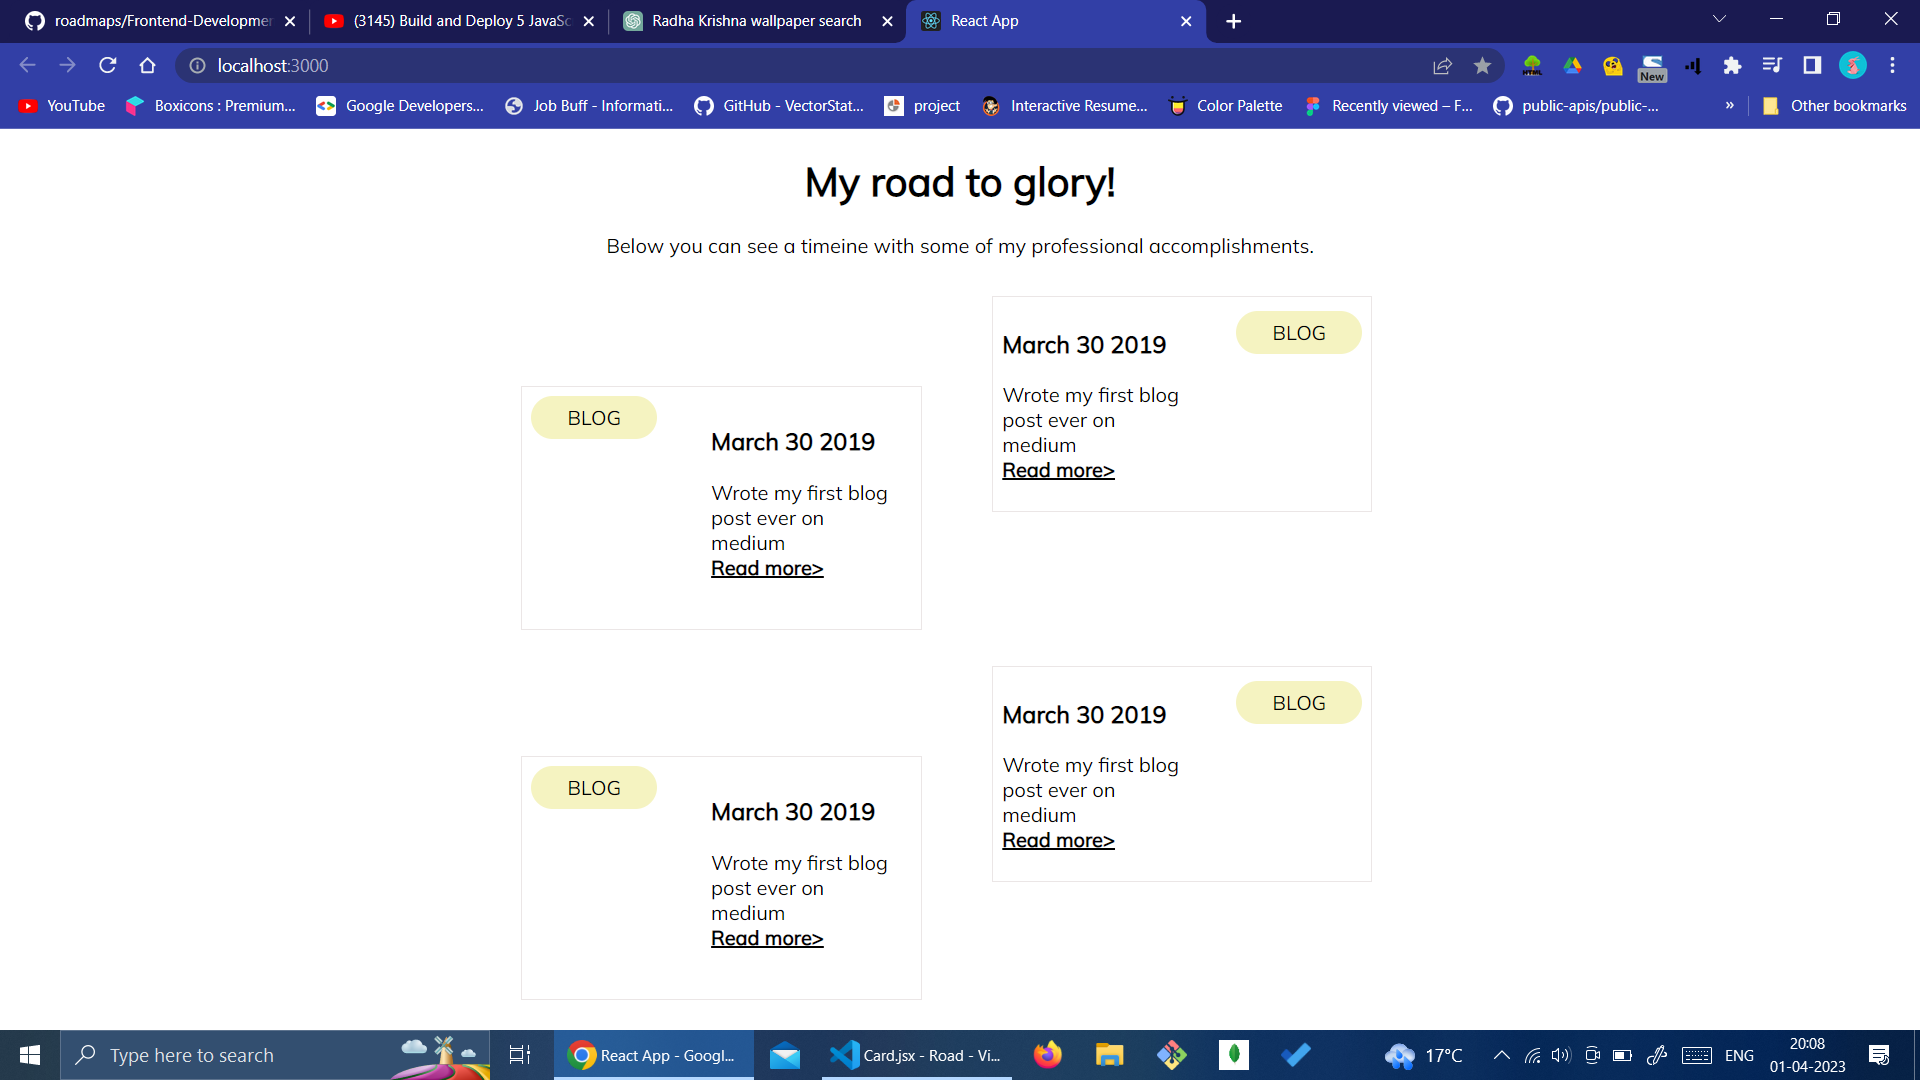 roadmaps/Frontend-Developmen
(3145) Build and Deploy 5 JavaSc
Radha Krishna wallpaper search
React App
localhost:3000
New
YouTube
Boxicons : Premium...
Google Developers...
Job Buff - Informati...
GitHub - VectorStat...
project
Interactive Resume...
Color Palette
Recently viewed – F...
public-apis/public-...
»
Other bookmarks
My road to glory!
Below you can see a timeine with some of my professional accomplishments.
March 30 2019
BLOG
Wrote my first blog
post ever on
medium
Read more>
BLOG
March 30 2019
Wrote my first blog
post ever on
medium
Read more>
March 30 2019
BLOG
Wrote my first blog
post ever on
medium
Read more>
BLOG
March 30 2019
Wrote my first blog
post ever on
medium
Read more>
Type here to search
React App - Googl...
Card.jsx - Road - Vi...
17°C
ENG
20:08
01-04-2023